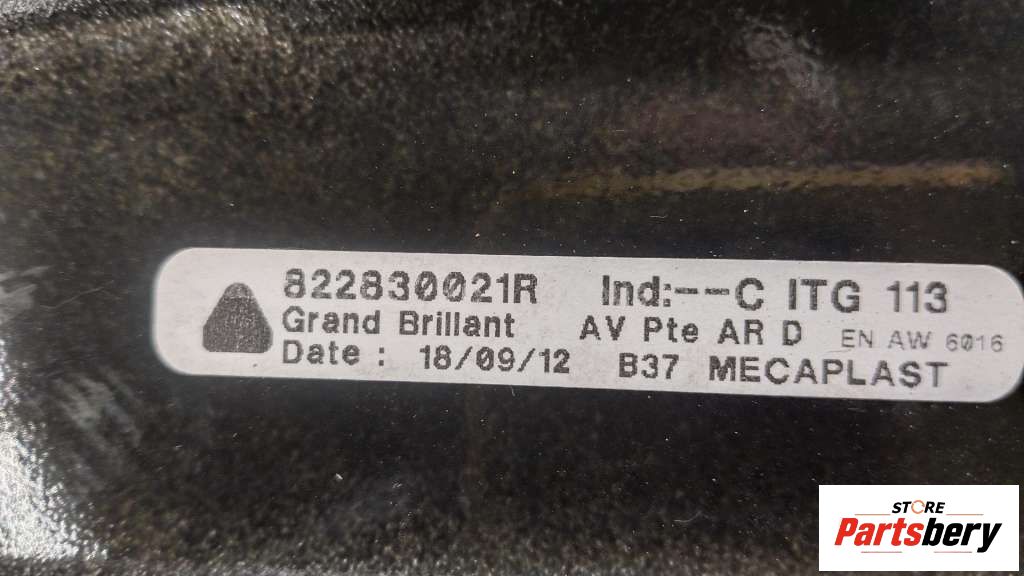 822830021R Ind:--C ITG 113
Grand Brillant AV Pte AR D EN AW 6016
Date : 18/09/12 B37 MECAPLAST
STORE
Partsbery